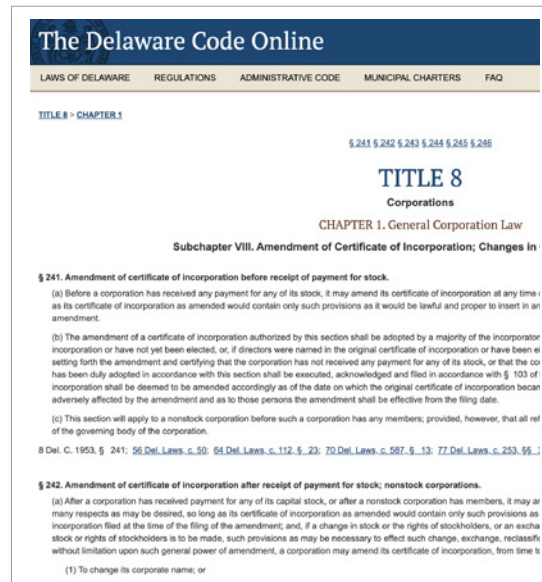 The Delaware Code Online
LAWS OF DELAWARE REGULATIONS ADMINISTRATIVE CODE MUNICIPAL CHARTERS FAQ
TITLE 8 > CHAPTER 1
§ 241 § 242 § 243 § 244 § 245 § 246
TITLE 8
Corporations
CHAPTER 1. General Corporation Law
Subchapter VIII. Amendment of Certificate of Incorporation; Changes in
§ 241. Amendment of certificate of incorporation before receipt of payment for stock.
(a) Before a corporation has received any payment for any of its stock, it may amend its certificate of incorporation at any time
as its certificate of incorporation as amended would contain only such provisions as it would be lawful and proper to insert in an
amendment.
(b) The amendment of a certificate of incorporation authorized by this section shall be adopted by a majority of the incorporator
incorporation or have not yet been elected, or, if directors were named in the original certificate of incorporation or have been el
setting forth the amendment and certifying that the corporation has not received any payment for any of its stock, or that the co
has been duly adopted in accordance with this section shall be executed, acknowledged and filed in accordance with § 103 of
incorporation shall be deemed to be amended accordingly as of the date on which the original certificate of incorporation becam
adversely affected by the amendment and as to those persons the amendment shall be effective from the filing date.
(c) This section will apply to a nonstock corporation before such a corporation has any members; provided, however, that all ref
of the governing body of the corporation.
8 Del. C. 1953, § 241; 56 Del. Laws, c. 50; 64 Del. Laws, c. 112, § 23; 70 Del. Laws, c. 587, § 13; 77 Del. Laws, c. 253, §§
§ 242. Amendment of certificate of incorporation after receipt of payment for stock; nonstock corporations.
(a) After a corporation has received payment for any of its capital stock, or after a nonstock corporation has members, it may am
many respects as may be desired, so long as its certificate of incorporation as amended would contain only such provisions as
incorporation filed at the time of the filing of the amendment; and, if a change in stock or the rights of stockholders, or an excha
stock or rights of stockholders is to be made, such provisions as may be necessary to effect such change, exchange, reclassific
without limitation upon such general power of amendment, a corporation may amend its certificate of incorporation, from time to
(1) To change its corporate name; or